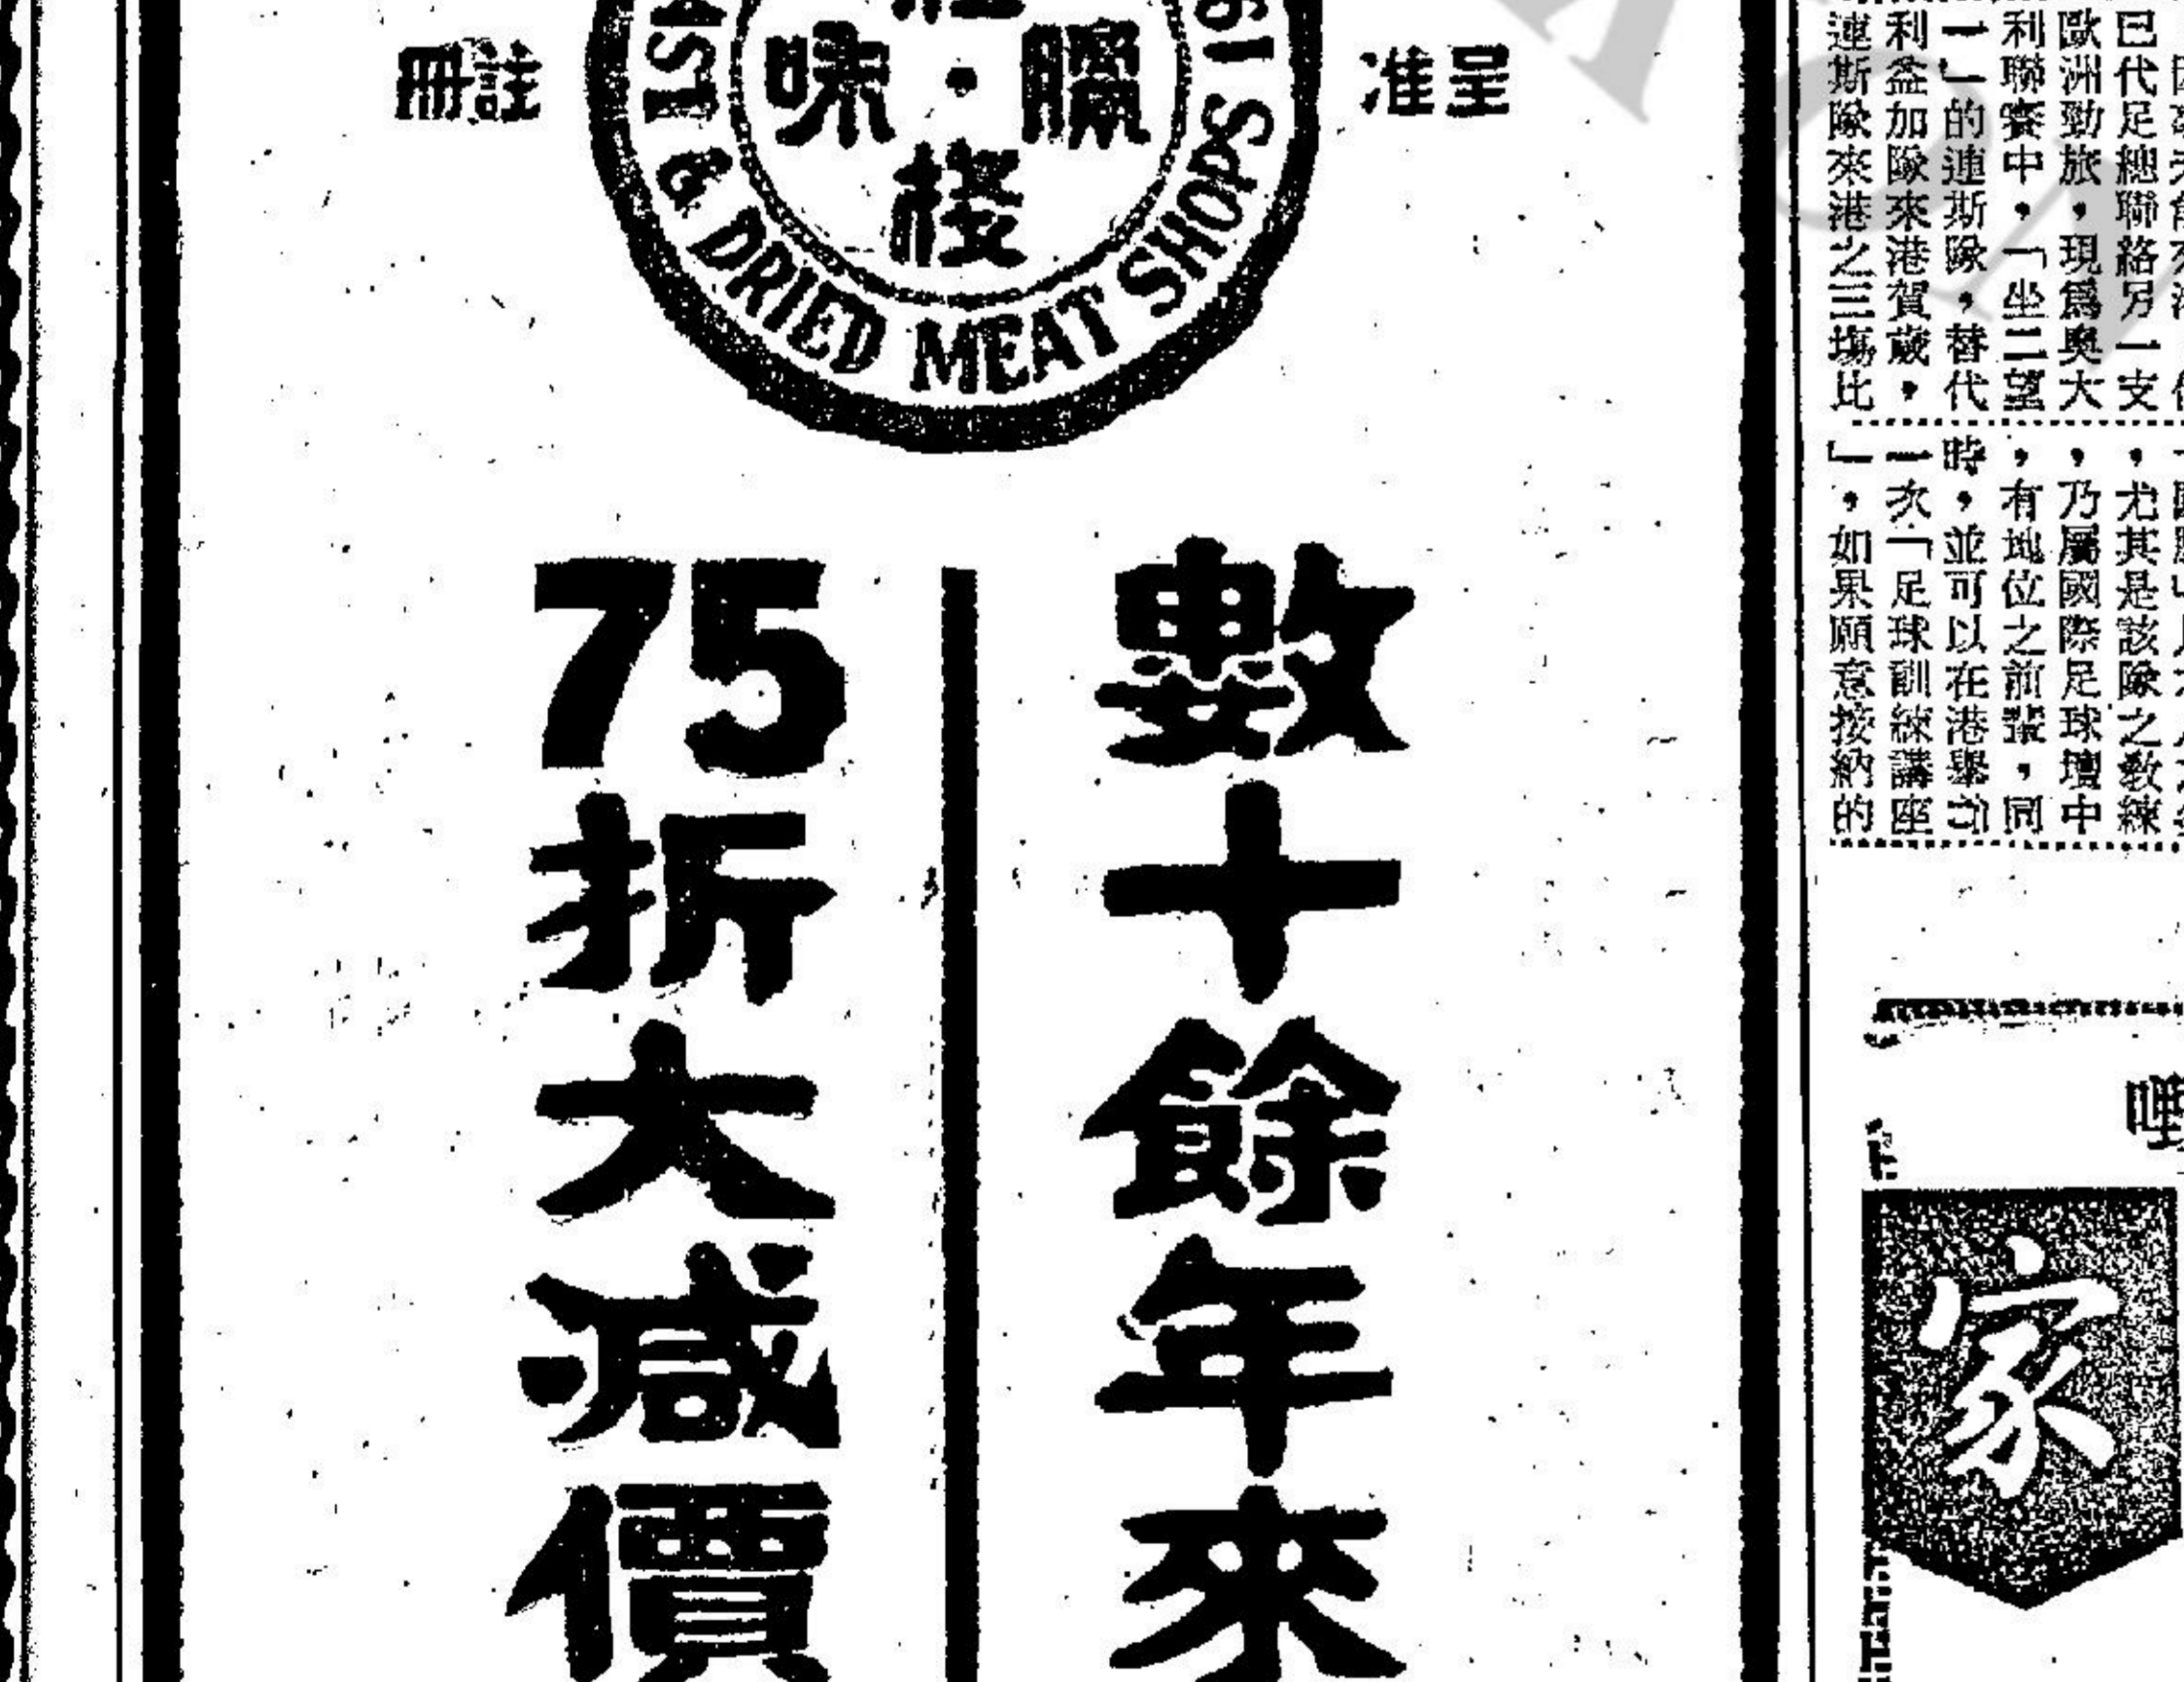 呈准
註冊
臘味
棧
& DRIED MEAT SHOPS
數十餘年來
75折大減價
已代足總聯絡另一支
歐洲勁旅，現為奧大
利聯賽中，「坐二望
一」的連斯隊，替代
利益加隊來港賀歲，
連斯隊來港之三塲比
，尤其是該隊之教練
，乃屬國際足球壇中
，有地位之前輩，同
時，並可以在港舉
一次「足球訓練講座
」，如果願意按納的
家